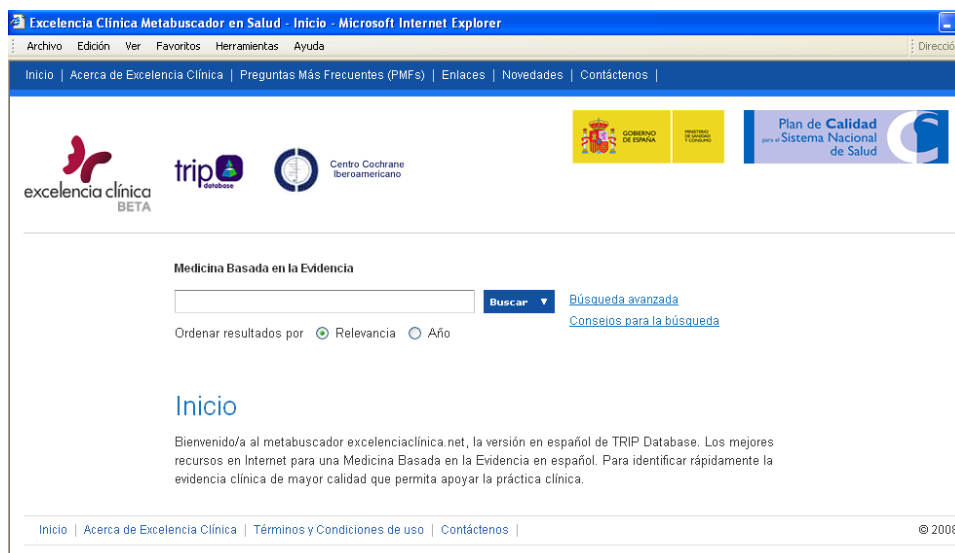 Excelencia Clínica Metabuscador en Salud - Inicio - Microsoft Internet Explorer
Archivo Edición Ver Favoritos Herramientas Ayuda Direcció
Inicio | Acerca de Excelencia Clínica | Preguntas Más Frecuentes (PMFs) | Enlaces | Novedades | Contáctenos |
excelencia clínica
BETA
trip
database
Centro Cochrane
Iberoamericano
GOBIERNO
DE ESPAÑA
MINISTERIO
DE SANIDAD
Y CONSUMO
Plan de Calidad
para el Sistema Nacional
de Salud
Medicina Basada en la Evidencia
Buscar ▼ Búsqueda avanzada
Consejos para la búsqueda
Ordenar resultados por Relevancia Año
Inicio
Bienvenido/a al metabuscador excelenciaclínica.net, la versión en español de TRIP Database. Los mejores
recursos en Internet para una Medicina Basada en la Evidencia en español. Para identificar rápidamente la
evidencia clínica de mayor calidad que permita apoyar la práctica clínica.
Inicio | Acerca de Excelencia Clínica | Términos y Condiciones de uso | Contáctenos | © 2008